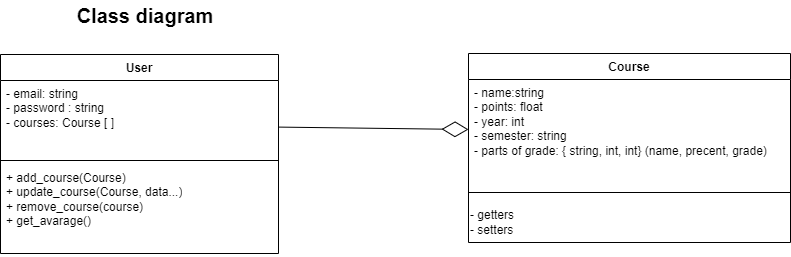 Class diagram
User
- email: string
- password : string
- courses: Course [ ]
+ add_course(Course)
+ update_course(Course, data...)
+ remove_course(course)
+ get_avarage()
Course
- name:string
- points: float
- year: int
- semester: string
- parts of grade: { string, int, int} (name, precent, grade)
- getters
- setters